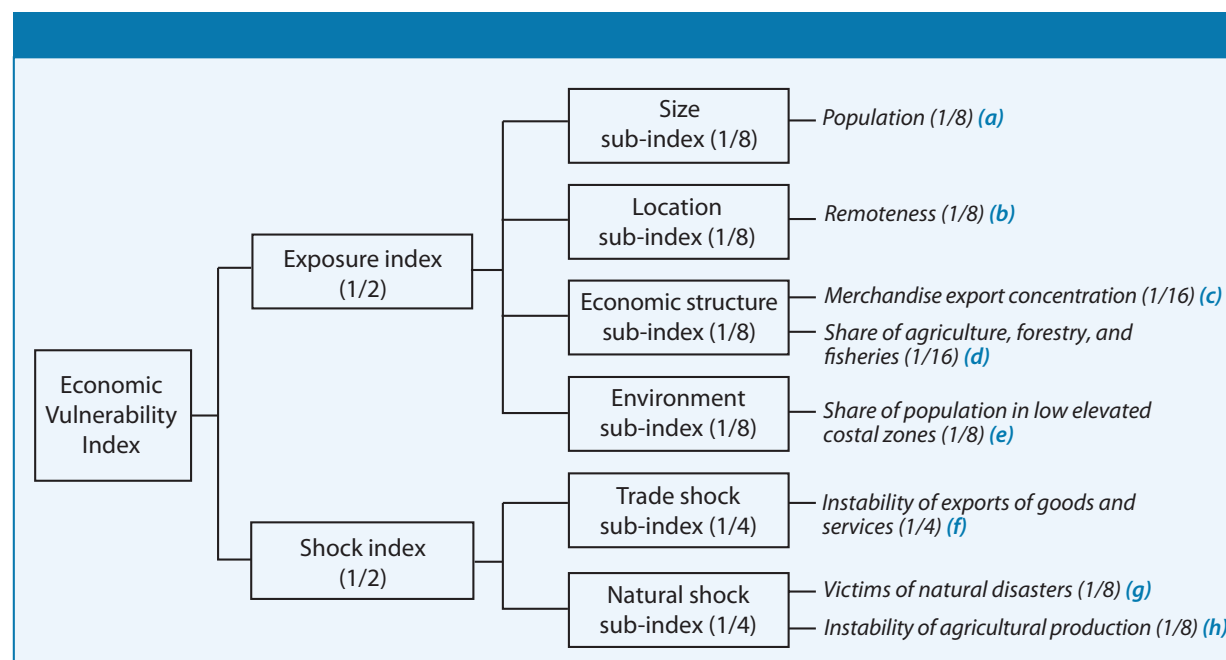 Economic
Vulnerability
Index
Exposure index
(1/2)
Size
sub-index (1/8)
Population (1/8) (a)
Location
sub-index (1/8)
Remoteness (1/8) (b)
Economic structure
sub-index (1/8)
Merchandise export concentration (1/16) (c)
Share of agriculture, forestry, and
fisheries (1/16) (d)
Environment
sub-index (1/8)
Share of population in low elevated
costal zones (1/8) (e)
Shock index
(1/2)
Trade shock
sub-index (1/4)
Instability of exports of goods and
services (1/4) (f)
Natural shock
sub-index (1/4)
Victims of natural disasters (1/8) (g)
Instability of agricultural production (1/8) (h)